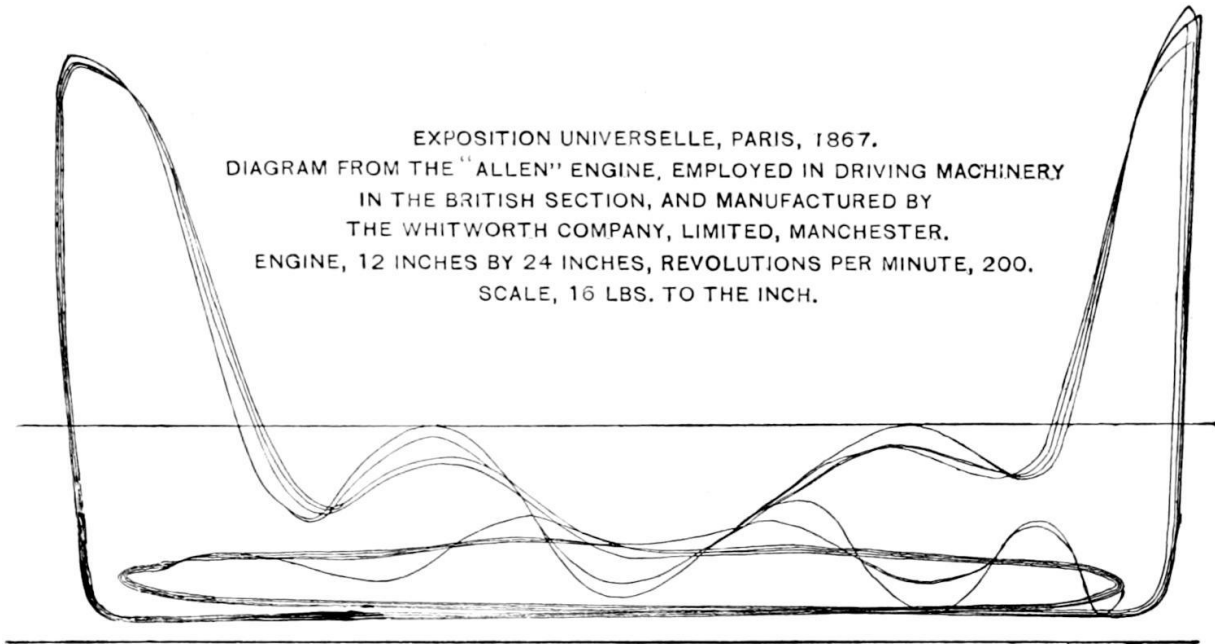 EXPOSITION UNIVERSELLE, PARIS, 1867.
DIAGRAM FROM THE "ALLEN" ENGINE, EMPLOYED IN DRIVING MACHINERY
IN THE BRITISH SECTION, AND MANUFACTURED BY
THE WHITWORTH COMPANY, LIMITED, MANCHESTER.
ENGINE, 12 INCHES BY 24 INCHES, REVOLUTIONS PER MINUTE, 200.
SCALE, 16 LBS. TO THE INCH.